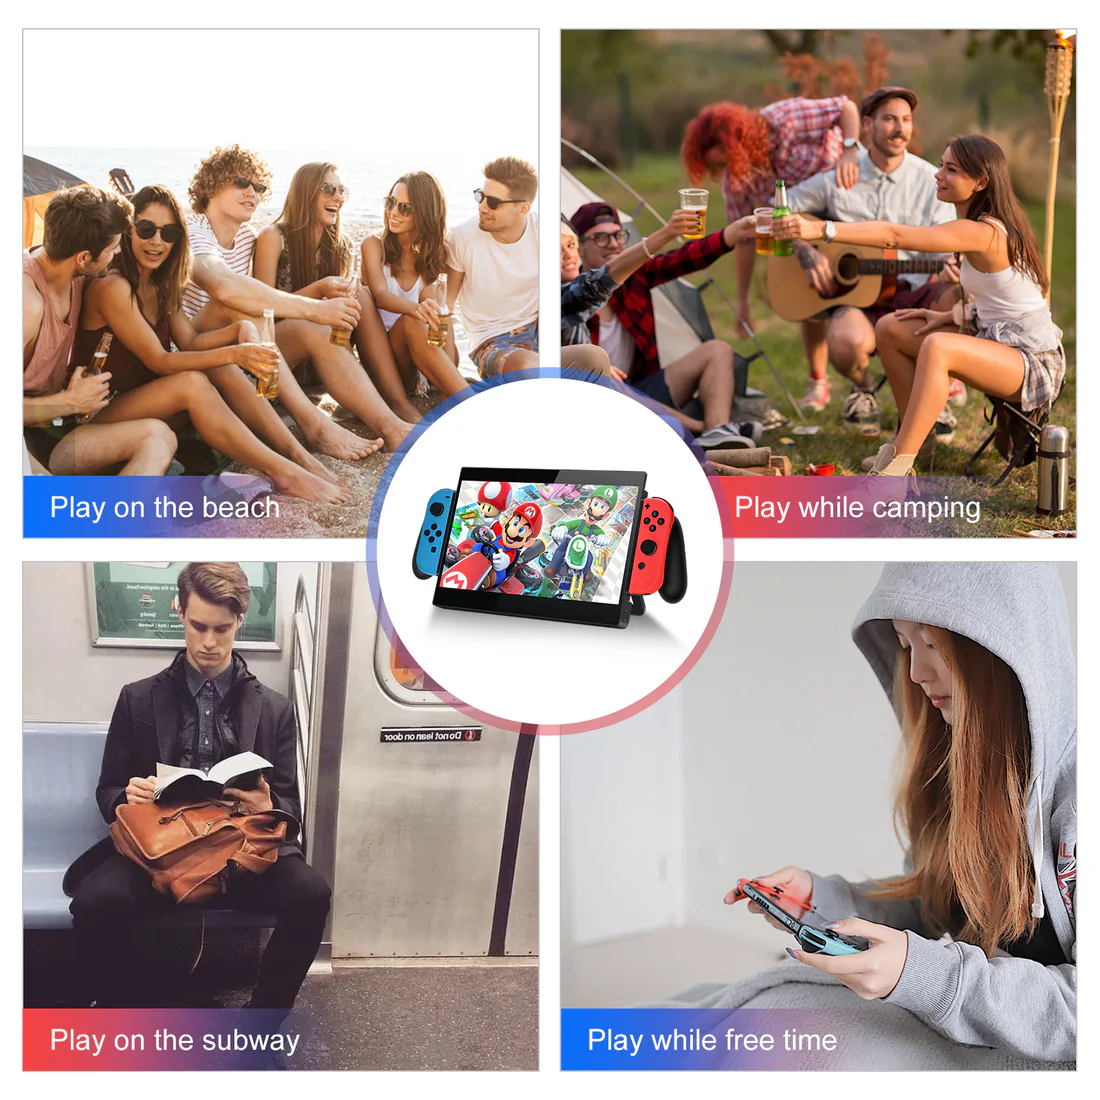 Play on the beach
Play while camping
Do not lean on door
Play on the subway
Play while free time